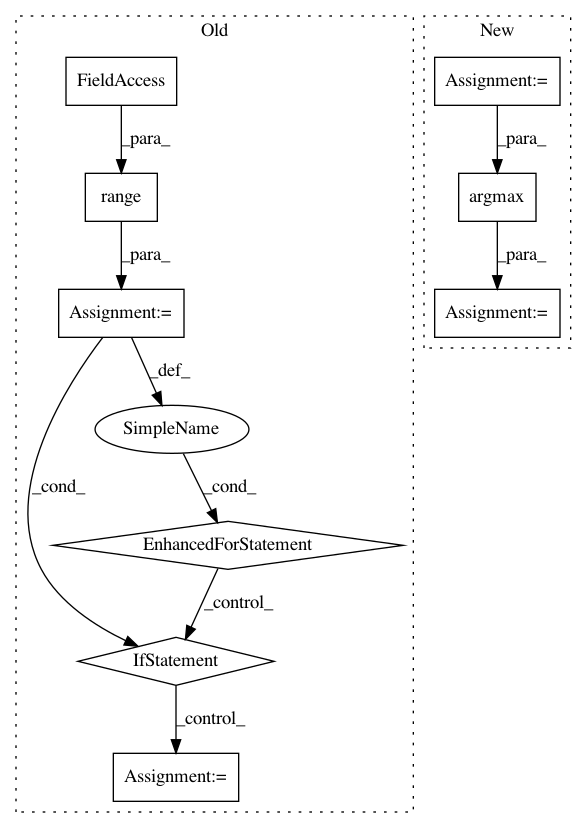 Old
New
FieldAccess
Assignment:=
_para_
_para_
range
argmax
_para_
_para_
Assignment:=
Assignment:=
_def_
SimpleName
_cond_
_cond_
EnhancedForStatement
_control_
IfStatement
_control_
Assignment:=